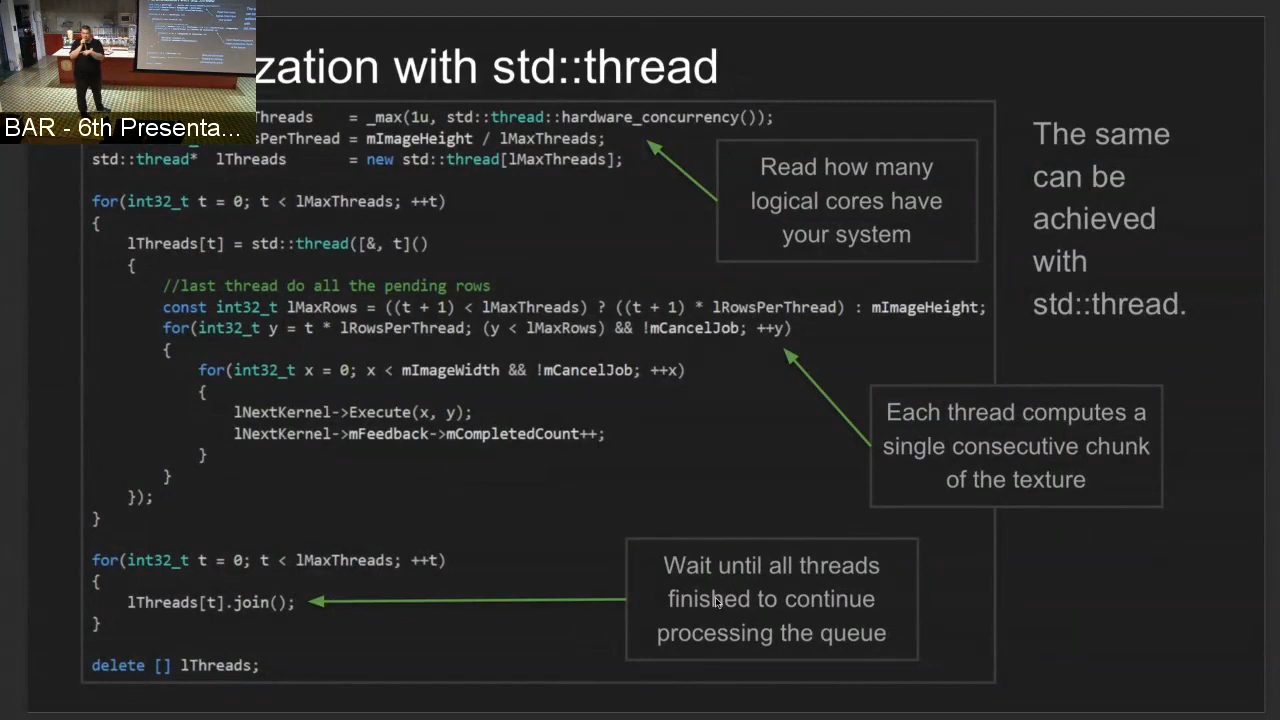 zation with std::thread
BAR - 6th Presenta...
Threads = _max(1u, std::thread::hardware_concurrency());
sPerThread = mImageHeight / lMaxThreads;
std::thread* lThreads = new std::thread[lMaxThreads];
for(int32_t t = 0; t < lMaxThreads; ++t)
{
lThreads[t] = std::thread([&, t]()
{
//last thread do all the pending rows
const int32_t lMaxRows = ((t + 1) < lMaxThreads) ? ((t + 1) * lRowsPerThread) : mImageHeight;
for(int32_t y = t * lRowsPerThread; (y < lMaxRows) && !mCancelJob; ++y)
{
for(int32_t x = 0; x < mImageWidth && !mCancelJob; ++x)
{
lNextKernel->Execute(x, y);
lNextKernel->mFeedback->mCompletedCount++;
}
}
});
}
for(int32_t t = 0; t < lMaxThreads; ++t)
{
lThreads[t].join();
}
delete [] lThreads;
Read how many
logical cores have
your system
Each thread computes a
single consecutive chunk
of the texture
Wait until all threads
finished to continue
processing the queue
The same
can be
achieved
with
std::thread.